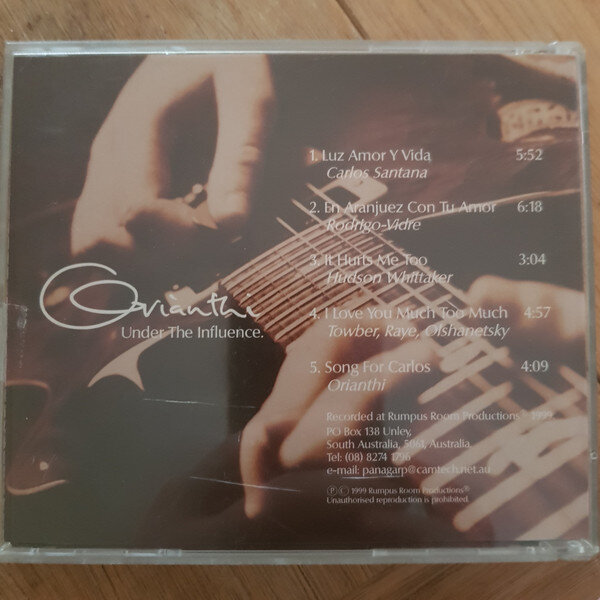 Orianthi
Under The Influence.
1. Luz Amor Y Vida 5:52
Carlos Santana
2. En Aranjuez Con Tu Amor 6:18
Rodrigo-Vidre
3. It Hurts Me Too 3:04
Hudson Whittaker
4. I Love You Much Too Much 4:57
Towber, Raye, Olshanetsky
5. Song For Carlos 4:09
Orianthi
Recorded at Rumpus Room Productions® 1999
PO Box 138 Unley,
South Australia, 5061, Australia.
Tel: (08) 8274 1796
e-mail: panagarp@camtech.net.au
Ⓟ Ⓒ 1999 Rumpus Room Productions®
Unauthorised reproduction is prohibited.